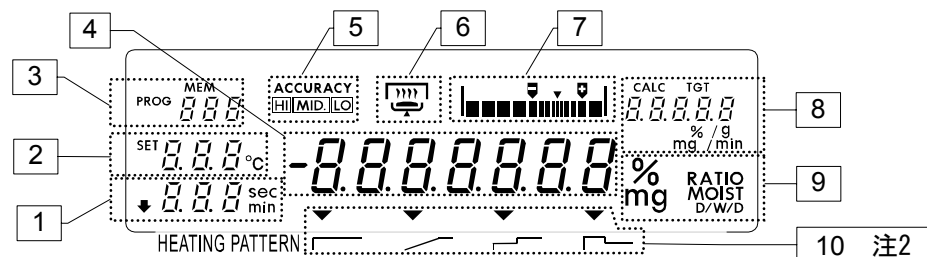 4
5
6
7
3
MEM
PROG 8 8 8
ACCURACY
HI MID. LO
CALC TGT
8.8.8.8.8
% / g
mg / min
8
2
SET 8.8.8 °C
-8.8.8.8.8.8.8
%
mg
RATIO
MOIST
D/W/D
9
1
8.8.8 sec
min
HEATING PATTERN
10 注2